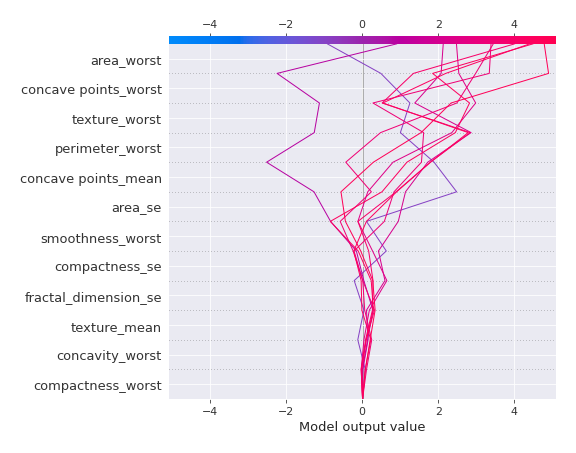 −4 −2 0 2 4
area_worst
concave points_worst
texture_worst
perimeter_worst
concave points_mean
area_se
smoothness_worst
compactness_se
fractal_dimension_se
texture_mean
concavity_worst
compactness_worst
−4 −2 0 2 4
Model output value